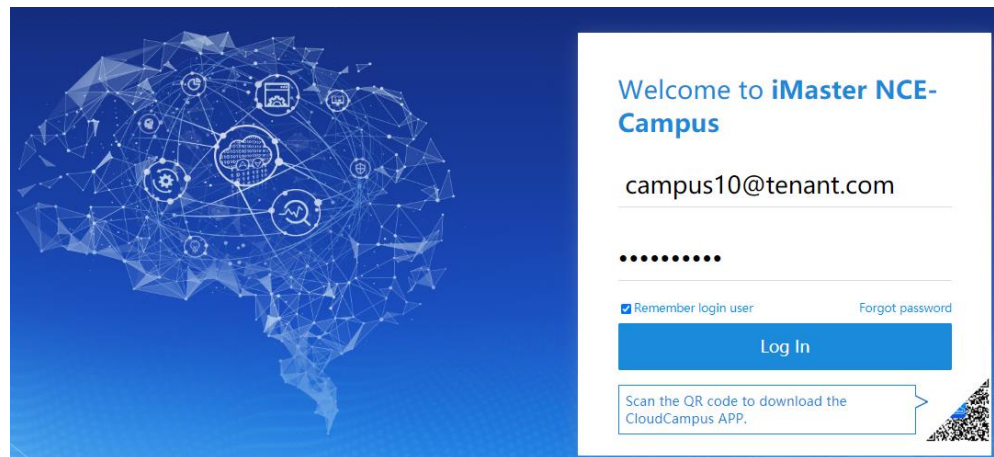 Welcome to iMaster NCE-
Campus
campus10@tenant.com
••••••••••
Remember login user
Forgot password
Log In
Scan the QR code to download the
CloudCampus APP.